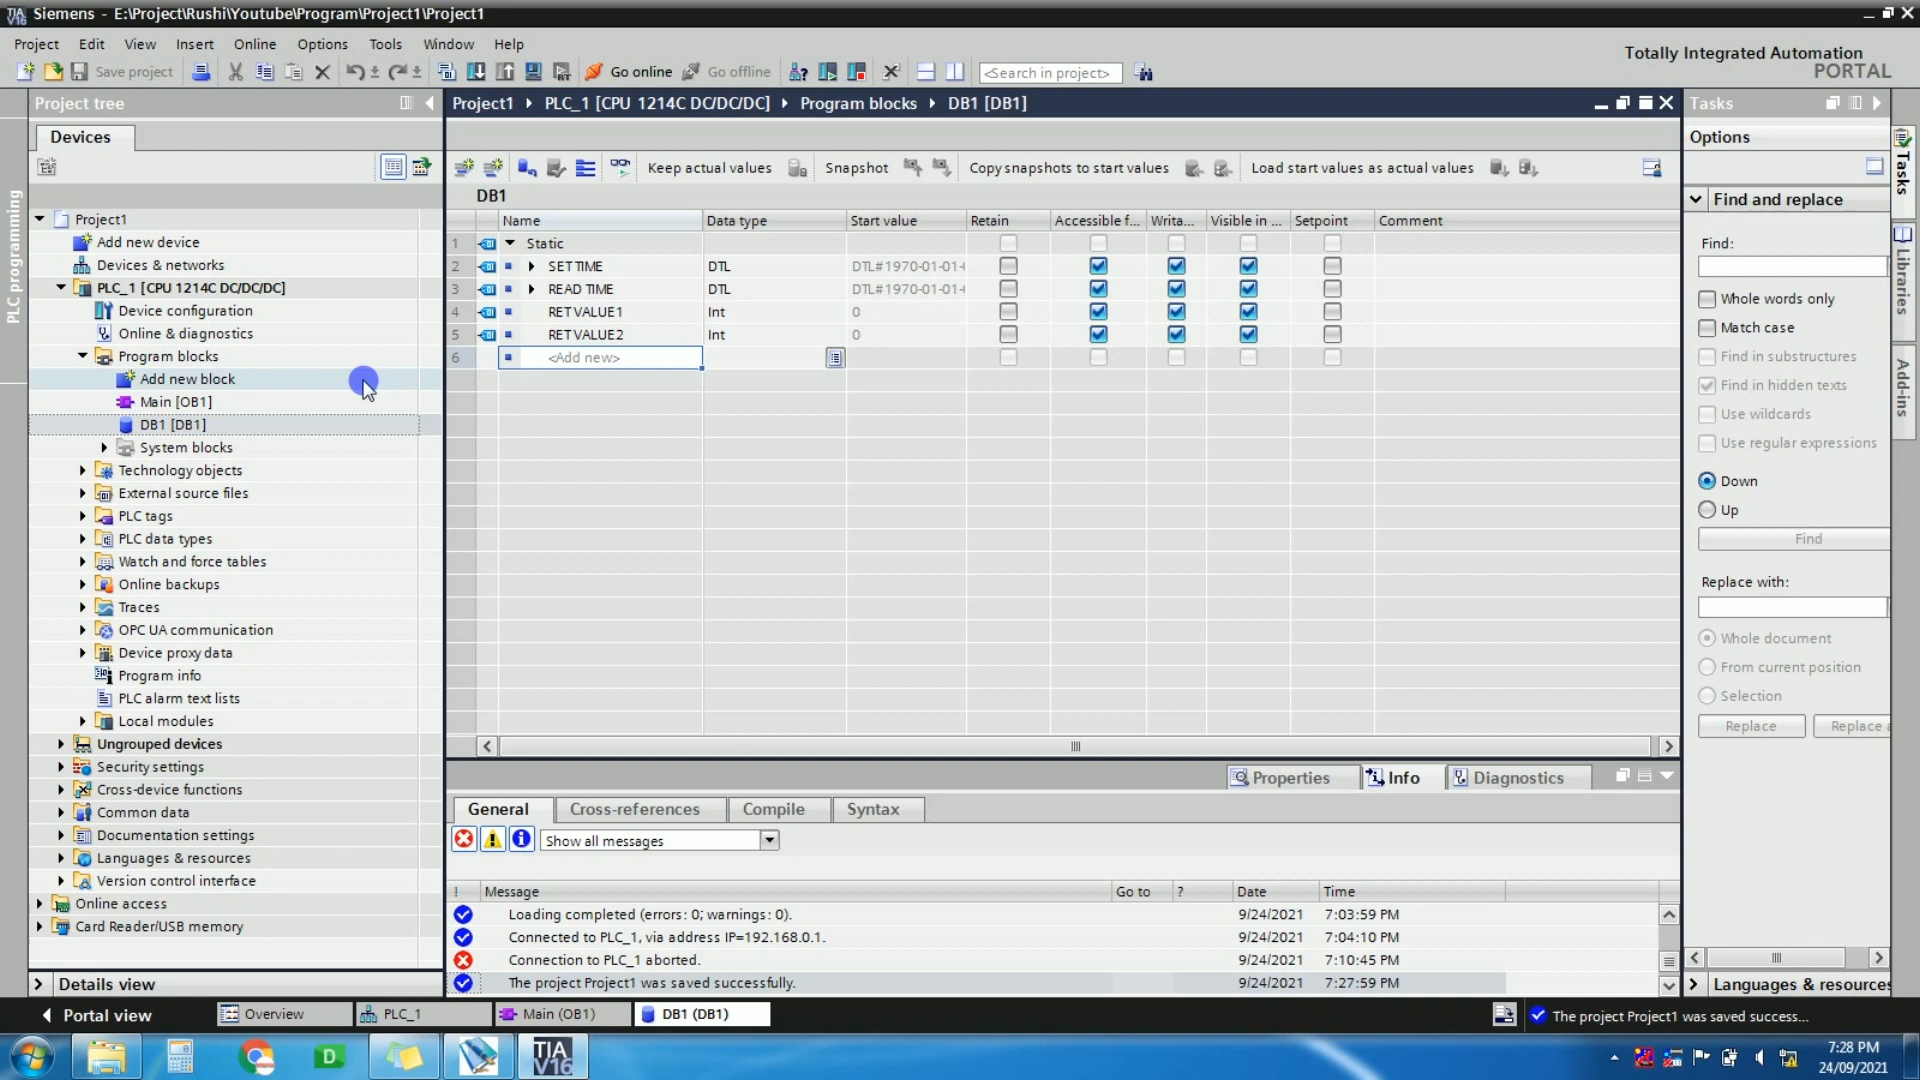 Siemens - E:\Project\Rushi\Youtube\Program\Project1\Project1
Project Edit View Insert Online Options Tools Window Help
Totally Integrated Automation
PORTAL
Save project Go online Go offline <Search in project>
Project tree
Project1 PLC_1 [CPU 1214C DC/DC/DC] Program blocks DB1 [DB1]
Tasks
Devices
Options
Keep actual values Snapshot Copy snapshots to start values Load start values as actual values
DB1
Find and replace
Name Data type Start value Retain Accessible f... Writa... Visible in ... Setpoint Comment
1 Static
2 SETTIME DTL DTL#1970-01-01-
3 READ TIME DTL DTL#1970-01-01-
4 RETVALUE1 Int 0
5 RETVALUE2 Int 0
6 <Add new>
PLC programming
Project1
Add new device
Devices & networks
PLC_1 [CPU 1214C DC/DC/DC]
Device configuration
Online & diagnostics
Program blocks
Add new block
Main [OB1]
DB1 [DB1]
System blocks
Technology objects
External source files
PLC tags
PLC data types
Watch and force tables
Online backups
Traces
OPC UA communication
Device proxy data
Program info
PLC alarm text lists
Local modules
Ungrouped devices
Security settings
Cross-device functions
Common data
Documentation settings
Languages & resources
Version control interface
Online access
Card Reader/USB memory
Details view
Find:
Whole words only
Match case
Find in substructures
Find in hidden texts
Use wildcards
Use regular expressions
Down
Up
Find
Replace with:
Whole document
From current position
Selection
Replace Replace a
Languages & resources
Tasks
Libraries
Add-ins
Properties Info Diagnostics
General Cross-references Compile Syntax
Show all messages
! Message Go to ? Date Time
Loading completed (errors: 0; warnings: 0). 9/24/2021 7:03:59 PM
Connected to PLC_1, via address IP=192.168.0.1. 9/24/2021 7:04:10 PM
Connection to PLC_1 aborted. 9/24/2021 7:10:45 PM
The project Project1 was saved successfully. 9/24/2021 7:27:59 PM
Portal view Overview PLC_1 Main (OB1) DB1 (DB1) The project Project1 was saved success...
TIA
V16
7:28 PM
24/09/2021